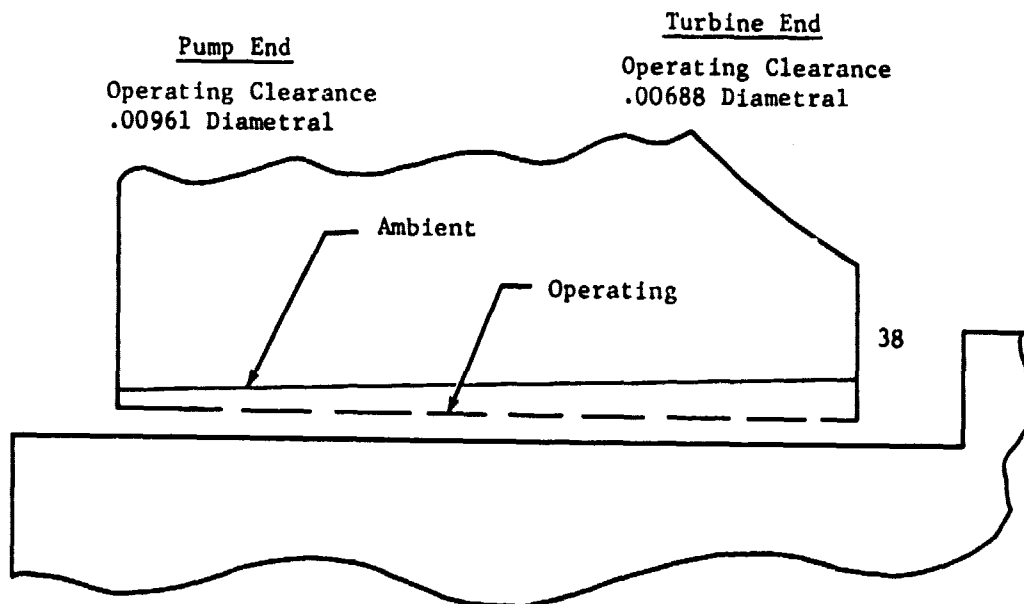 Pump End
Operating Clearance
.00961 Diametral
Turbine End
Operating Clearance
.00688 Diametral
Ambient
Operating
38